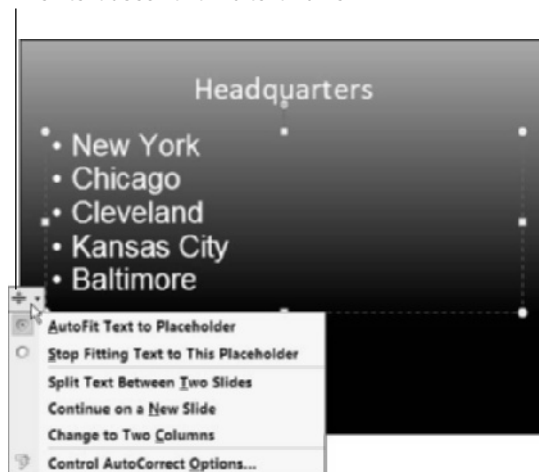 Headquarters
• New York
• Chicago
• Cleveland
• Kansas City
• Baltimore
AutoFit Text to Placeholder
Stop Fitting Text to This Placeholder
Split Text Between Two Slides
Continue on a New Slide
Change to Two Columns
Control AutoCorrect Options...